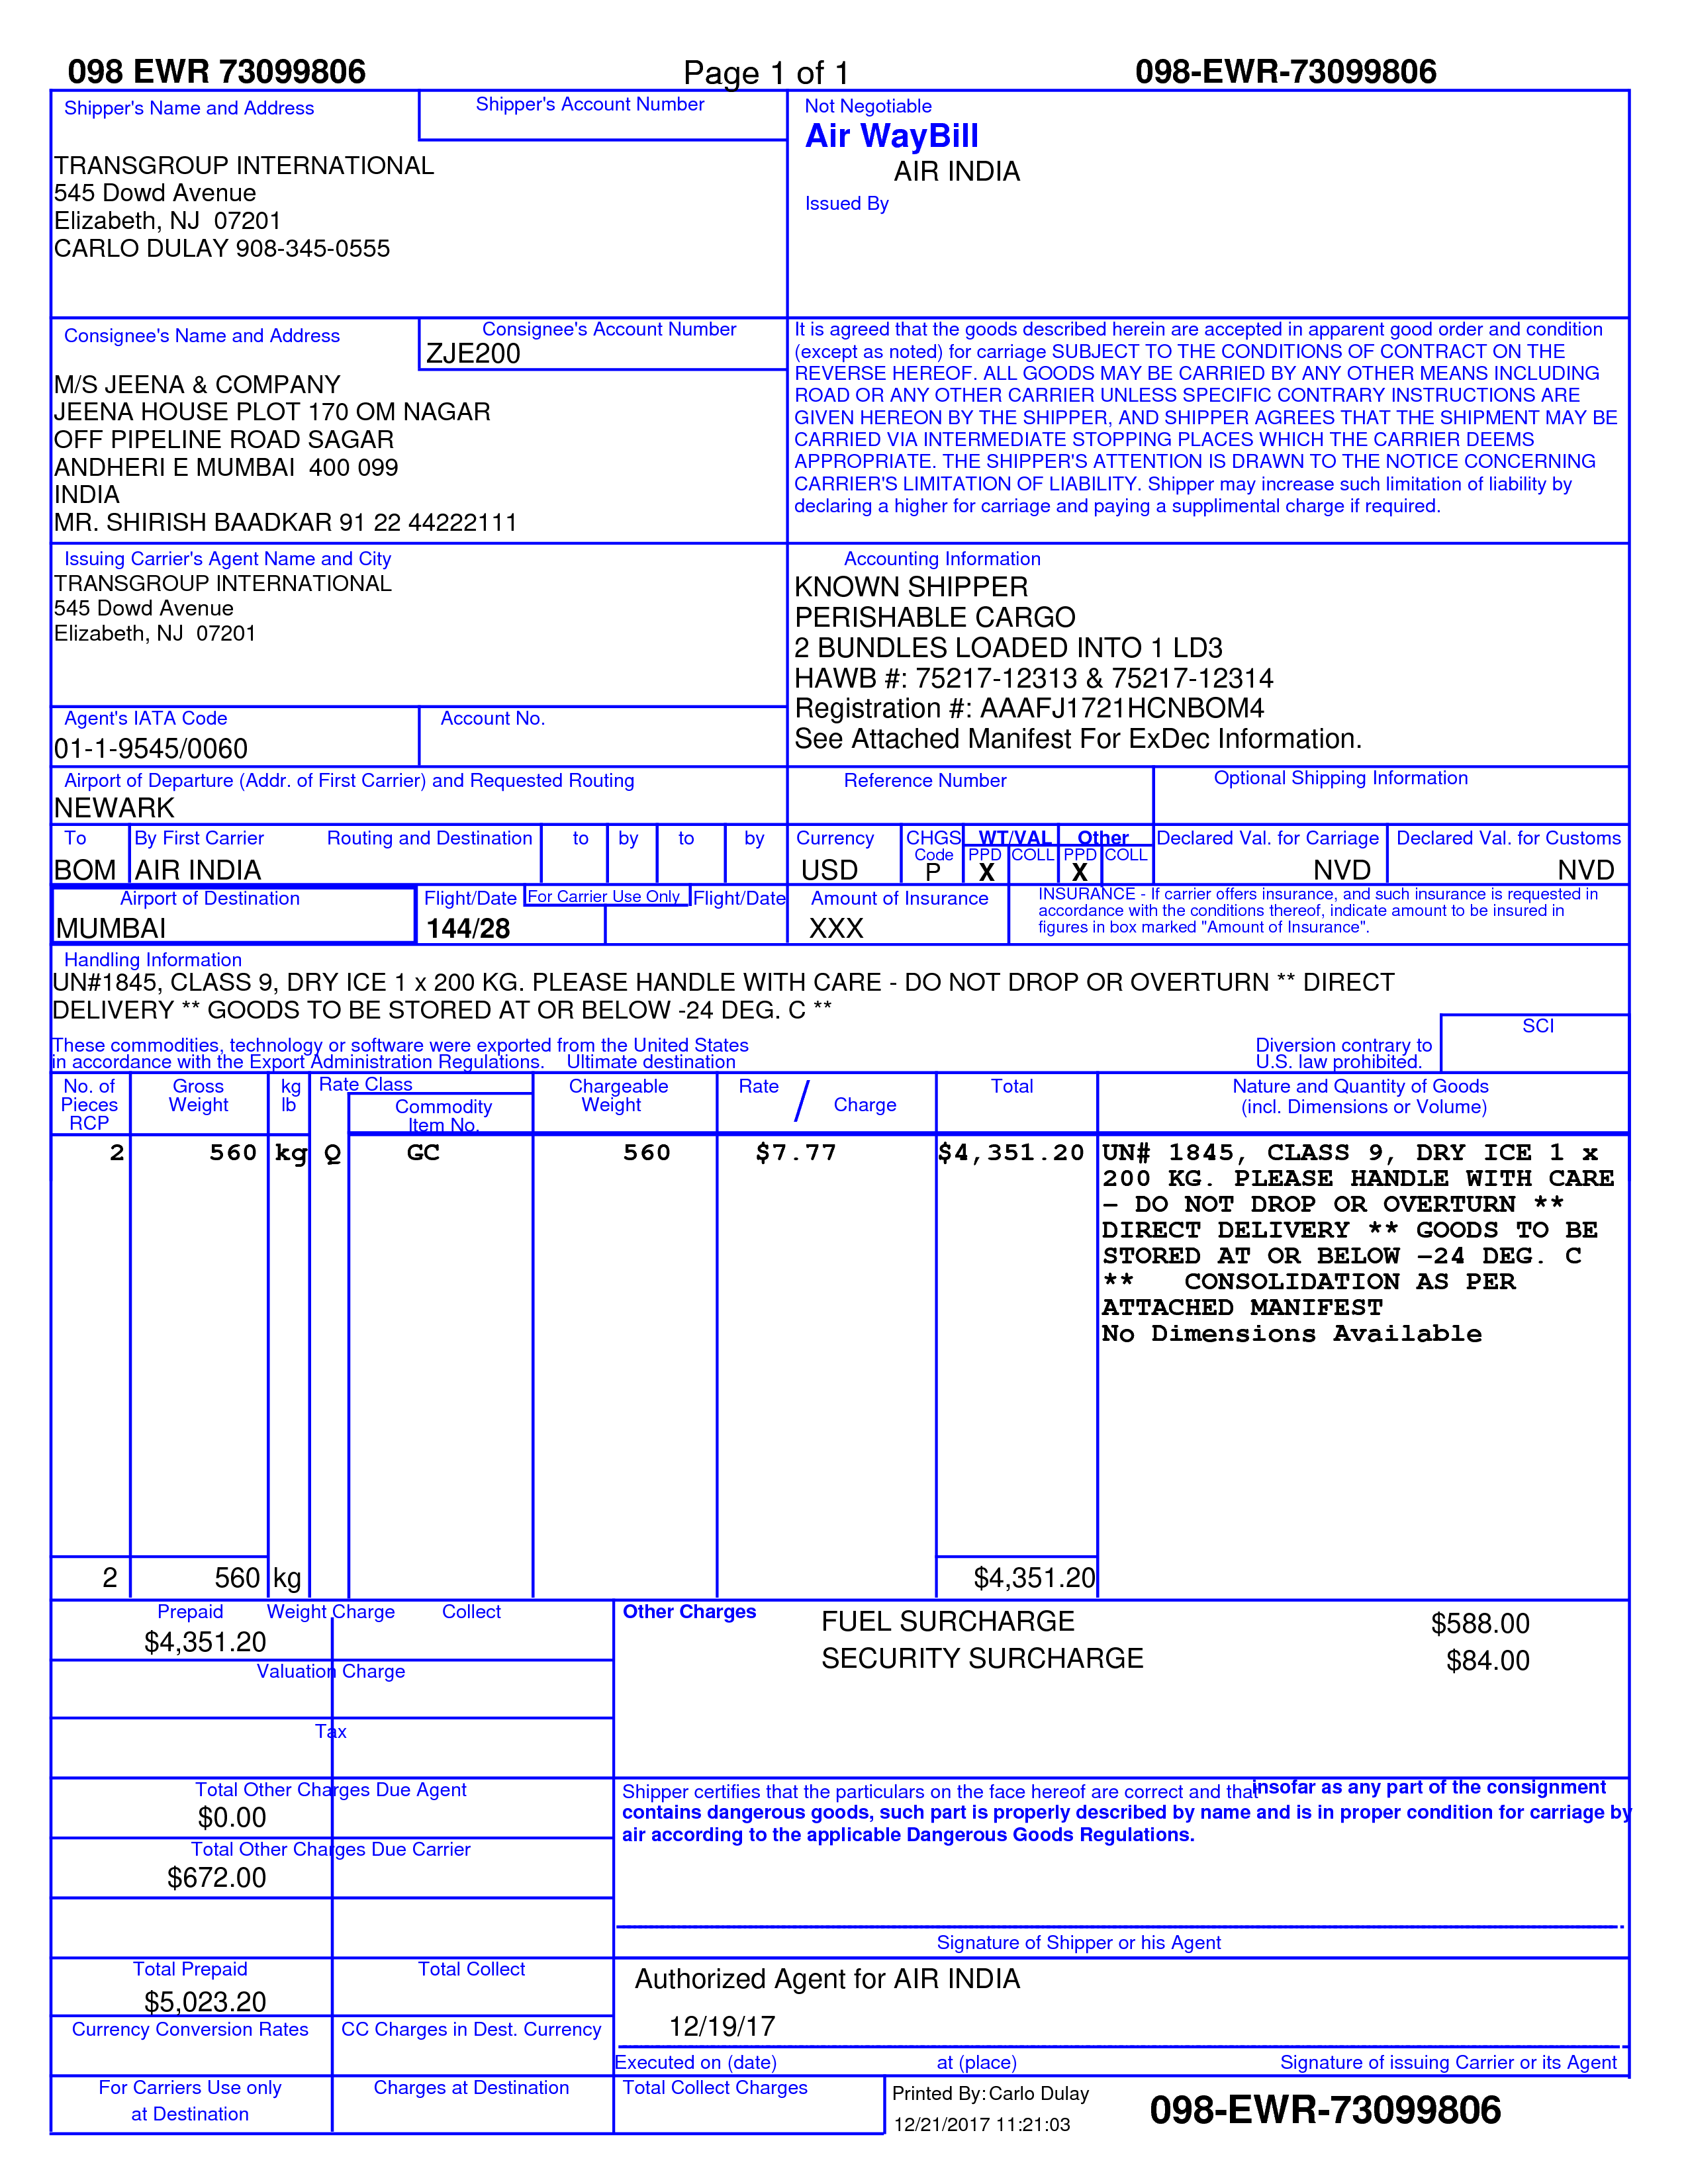 098 EWR 73099806
Page 1 of 1
098-EWR-73099806
Shipper's Name and Address
Shipper's Account Number
TRANSGROUP INTERNATIONAL
545 Dowd Avenue
Elizabeth, NJ 07201
CARLO DULAY 908-345-0555
Not Negotiable
Air WayBill
AIR INDIA
Issued By
Consignee's Name and Address
Consignee's Account Number
ZJE200
M/S JEENA & COMPANY
JEENA HOUSE PLOT 170 OM NAGAR
OFF PIPELINE ROAD SAGAR
ANDHERI E MUMBAI 400 099
INDIA
MR. SHIRISH BAADKAR 91 22 44222111
It is agreed that the goods described herein are accepted in apparent good order and condition
(except as noted) for carriage SUBJECT TO THE CONDITIONS OF CONTRACT ON THE
REVERSE HEREOF. ALL GOODS MAY BE CARRIED BY ANY OTHER MEANS INCLUDING
ROAD OR ANY OTHER CARRIER UNLESS SPECIFIC CONTRARY INSTRUCTIONS ARE
GIVEN HEREON BY THE SHIPPER, AND SHIPPER AGREES THAT THE SHIPMENT MAY BE
CARRIED VIA INTERMEDIATE STOPPING PLACES WHICH THE CARRIER DEEMS
APPROPRIATE. THE SHIPPER'S ATTENTION IS DRAWN TO THE NOTICE CONCERNING
CARRIER'S LIMITATION OF LIABILITY. Shipper may increase such limitation of liability by
declaring a higher for carriage and paying a supplimental charge if required.
Issuing Carrier's Agent Name and City
TRANSGROUP INTERNATIONAL
545 Dowd Avenue
Elizabeth, NJ 07201
Accounting Information
KNOWN SHIPPER
PERISHABLE CARGO
2 BUNDLES LOADED INTO 1 LD3
HAWB #: 75217-12313 & 75217-12314
Registration #: AAAFJ1721HCNBOM4
See Attached Manifest For ExDec Information.
Agent's IATA Code
01-1-9545/0060
Account No.
Airport of Departure (Addr. of First Carrier) and Requested Routing
NEWARK
Reference Number
Optional Shipping Information
To
By First Carrier
Routing and Destination
to
by
to
by
BOM
AIR INDIA
Currency
USD
CHGS Code
P
WT/VAL
PPD COLL
X
Other
PPD COLL
X
Declared Val. for Carriage
NVD
Declared Val. for Customs
NVD
Airport of Destination
MUMBAI
Flight/Date
For Carrier Use Only
Flight/Date
144/28
Amount of Insurance
XXX
INSURANCE - If carrier offers insurance, and such insurance is requested in
accordance with the conditions thereof, indicate amount to be insured in
figures in box marked "Amount of Insurance".
Handling Information
UN#1845, CLASS 9, DRY ICE 1 x 200 KG. PLEASE HANDLE WITH CARE - DO NOT DROP OR OVERTURN ** DIRECT
DELIVERY ** GOODS TO BE STORED AT OR BELOW -24 DEG. C **
These commodities, technology or software were exported from the United States
in accordance with the Export Administration Regulations. Ultimate destination
Diversion contrary to
U.S. law prohibited.
SCI
No. of
Pieces
RCP
Gross
Weight
kg
lb
Rate Class
Commodity
Item No.
Chargeable
Weight
Rate / Charge
Total
Nature and Quantity of Goods
(incl. Dimensions or Volume)
2 560 kg Q GC 560 $7.77 $4,351.20
UN# 1845, CLASS 9, DRY ICE 1 x
200 KG. PLEASE HANDLE WITH CARE
- DO NOT DROP OR OVERTURN **
DIRECT DELIVERY ** GOODS TO BE
STORED AT OR BELOW -24 DEG. C
** CONSOLIDATION AS PER
ATTACHED MANIFEST
No Dimensions Available
2 560 kg $4,351.20
Prepaid Weight Charge Collect
$4,351.20
Valuation Charge
Tax
Total Other Charges Due Agent
$0.00
Total Other Charges Due Carrier
$672.00
Other Charges
FUEL SURCHARGE $588.00
SECURITY SURCHARGE $84.00
Shipper certifies that the particulars on the face hereof are correct and that insofar as any part of the consignment
contains dangerous goods, such part is properly described by name and is in proper condition for carriage by
air according to the applicable Dangerous Goods Regulations.
Signature of Shipper or his Agent
Total Prepaid
$5,023.20
Total Collect
Authorized Agent for AIR INDIA
12/19/17
Currency Conversion Rates
CC Charges in Dest. Currency
Executed on (date)
at (place)
Signature of issuing Carrier or its Agent
For Carriers Use only
at Destination
Charges at Destination
Total Collect Charges
Printed By: Carlo Dulay
12/21/2017 11:21:03
098-EWR-73099806